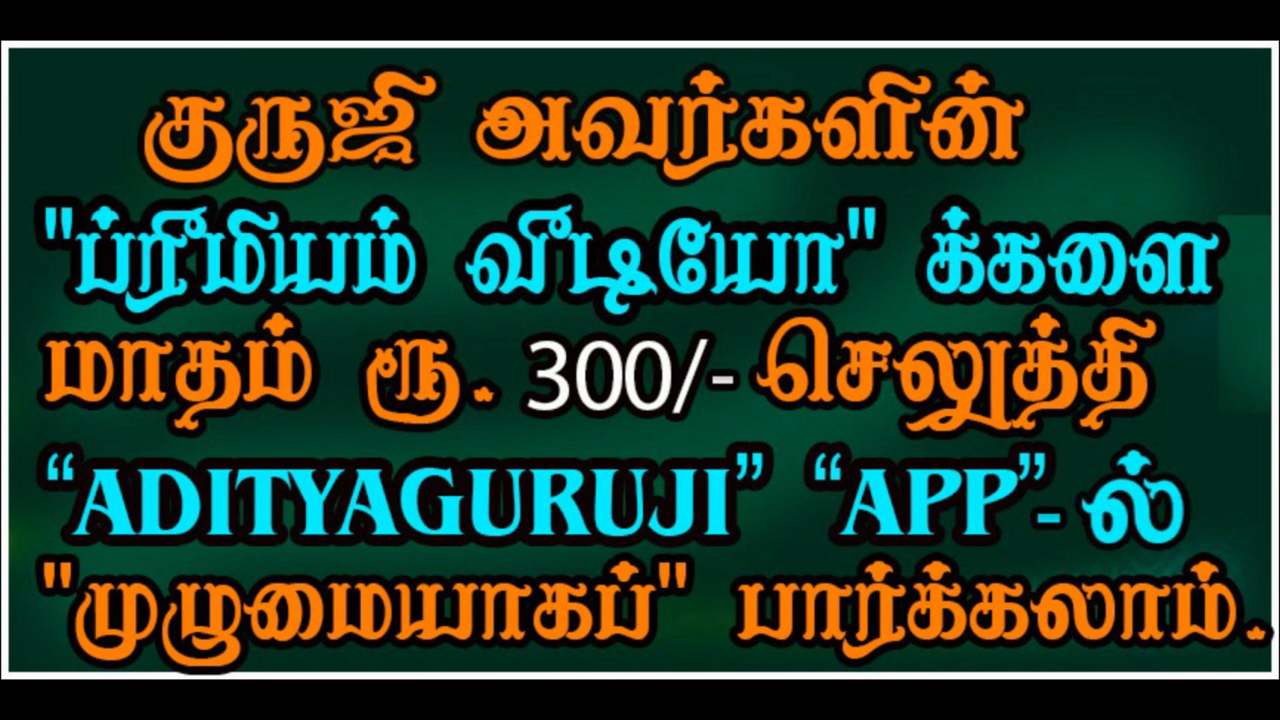 குருஜி அவர்களின்
"ப்ரீமியம் வீடியோ" க்களை
மாதம் ரூ. 300/- செலுத்தி
“ADITYAGURUJI” “APP”- ல்
"முழுமையாகப்" பார்க்கலாம்.